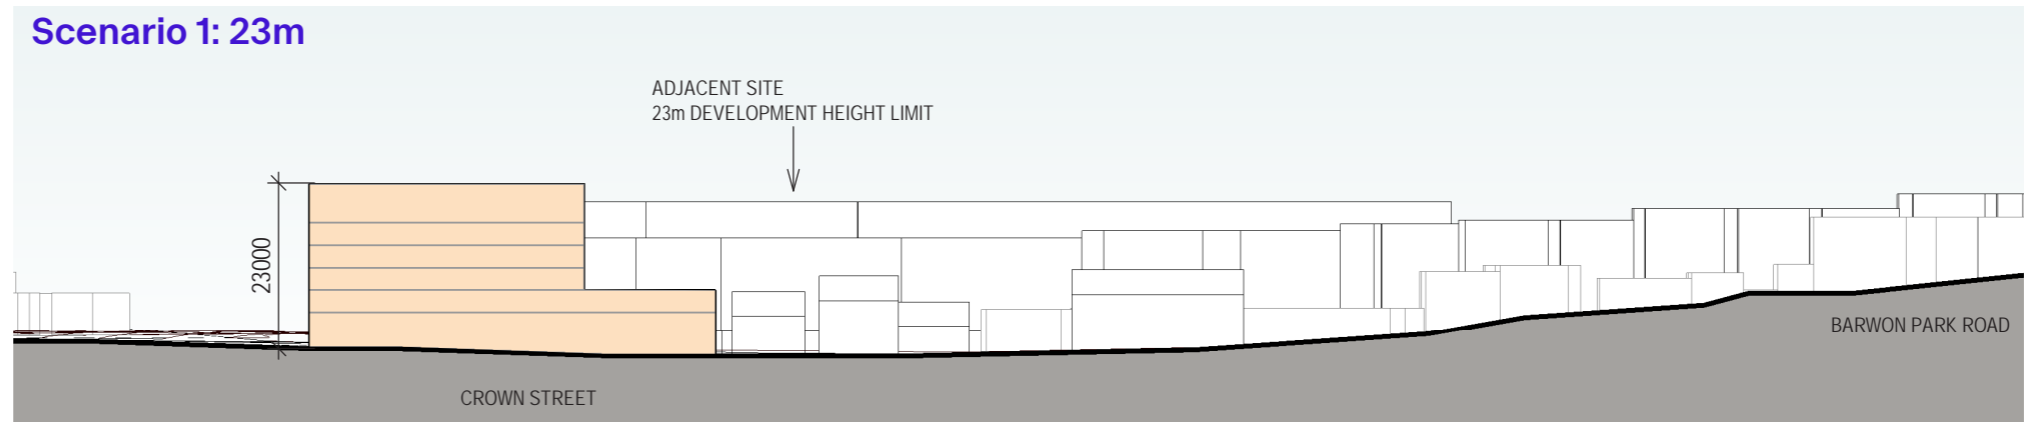 Scenario 1: 23m
ADJACENT SITE
23m DEVELOPMENT HEIGHT LIMIT
23000
BARWON PARK ROAD
CROWN STREET